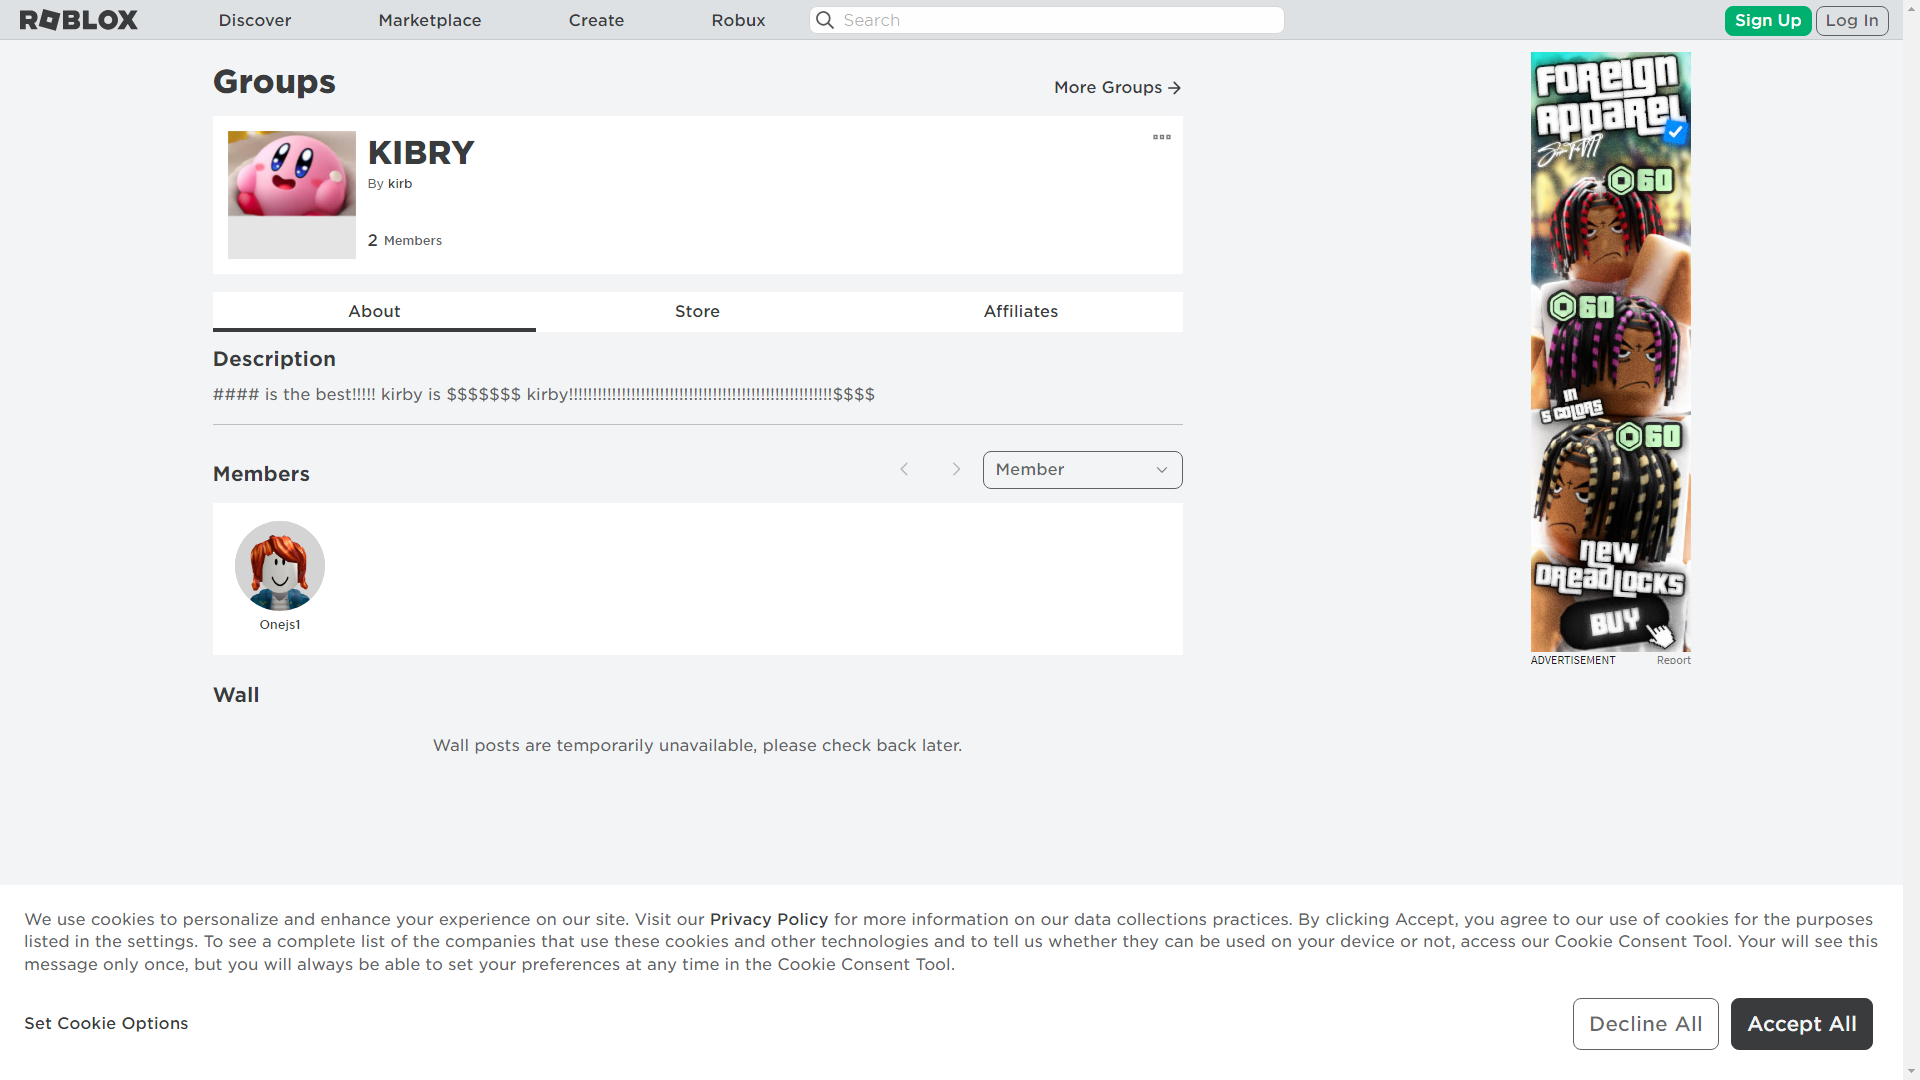 ROBLOX
Discover
Marketplace
Create
Robux
Search
Sign Up
Log In
Groups
More Groups
KIBRY
By kirb
2 Members
About
Store
Affiliates
Description
#### is the best!!!!! kirby is $$$$$$$ kirby!!!!!!!!!!!!!!!!!!!!!!!!!!!!!!!!!!!!!!!!!!!!!!!!!!!!!!!!$$$$
Members
Member
Onejs1
Wall
Wall posts are temporarily unavailable, please check back later.
FOREIGN
APPAREL
60
60
IN
5 COLORS
60
NEW
DREADLOCKS
BUY
ADVERTISEMENT
Report
We use cookies to personalize and enhance your experience on our site. Visit our Privacy Policy for more information on our data collections practices. By clicking Accept, you agree to our use of cookies for the purposes
listed in the settings. To see a complete list of the companies that use these cookies and other technologies and to tell us whether they can be used on your device or not, access our Cookie Consent Tool. Your will see this
message only once, but you will always be able to set your preferences at any time in the Cookie Consent Tool.
Set Cookie Options
Decline All
Accept All